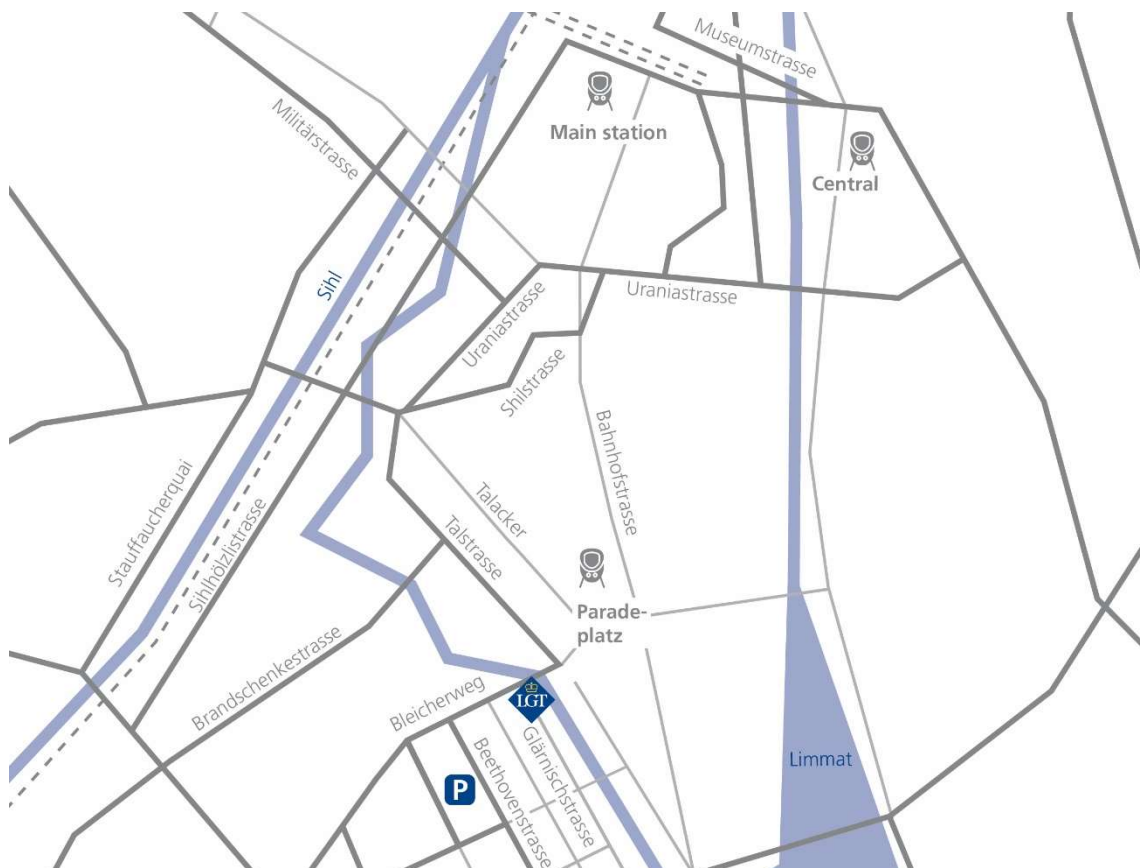 Museumstrasse
Militärstrasse
Main station
Central
Sihl
Uraniastrasse
Uraniastrasse
Shilstrasse
Bahnhofstrasse
Stauffaucherquai
Sihlhölzlistrasse
Talacker
Talstrasse
Parade-
platz
Brandschenkestrasse
Bleicherweg
LGT
Glärnischstrasse
Beethovenstrasse
P
Limmat